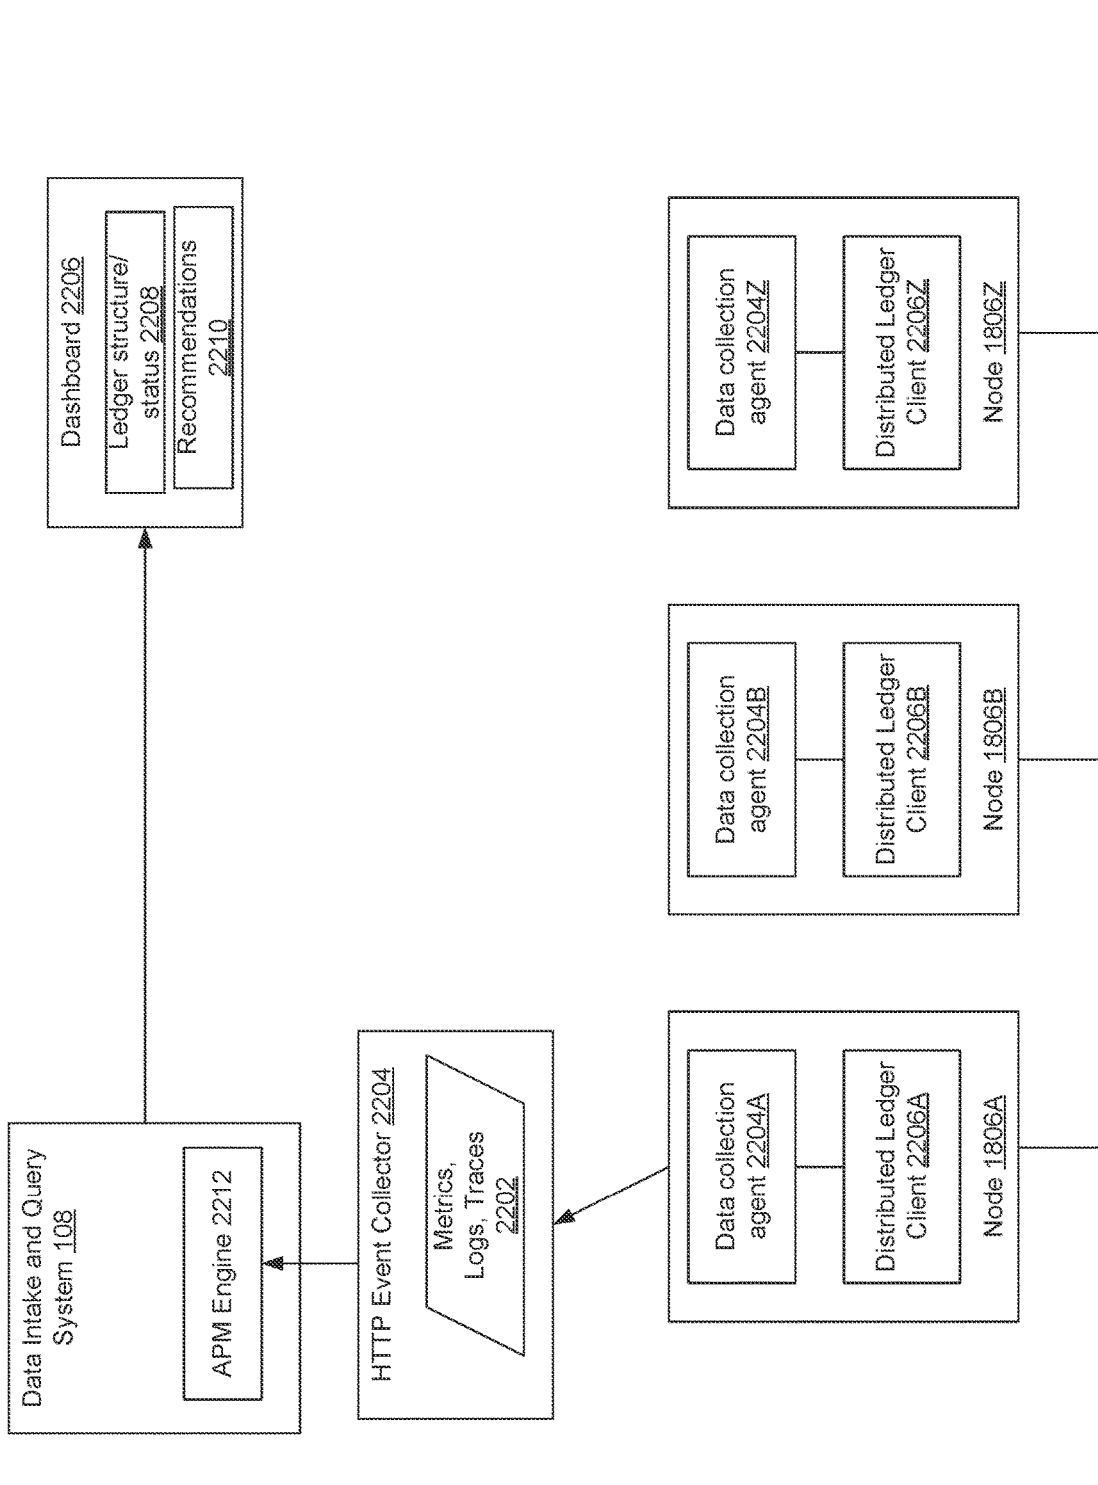 Data Intake and Query
System 108
APM Engine 2212
Dashboard 2206
Ledger structure/
status 2208
Recommendations
2210
HTTP Event Collector 2204
Metrics,
Logs, Traces
2202
Data collection
agent 2204A
Distributed Ledger
Client 2206A
Node 1806A
Data collection
agent 2204B
Distributed Ledger
Client 2206B
Node 1806B
Data collection
agent 2204Z
Distributed Ledger
Client 2206Z
Node 1806Z